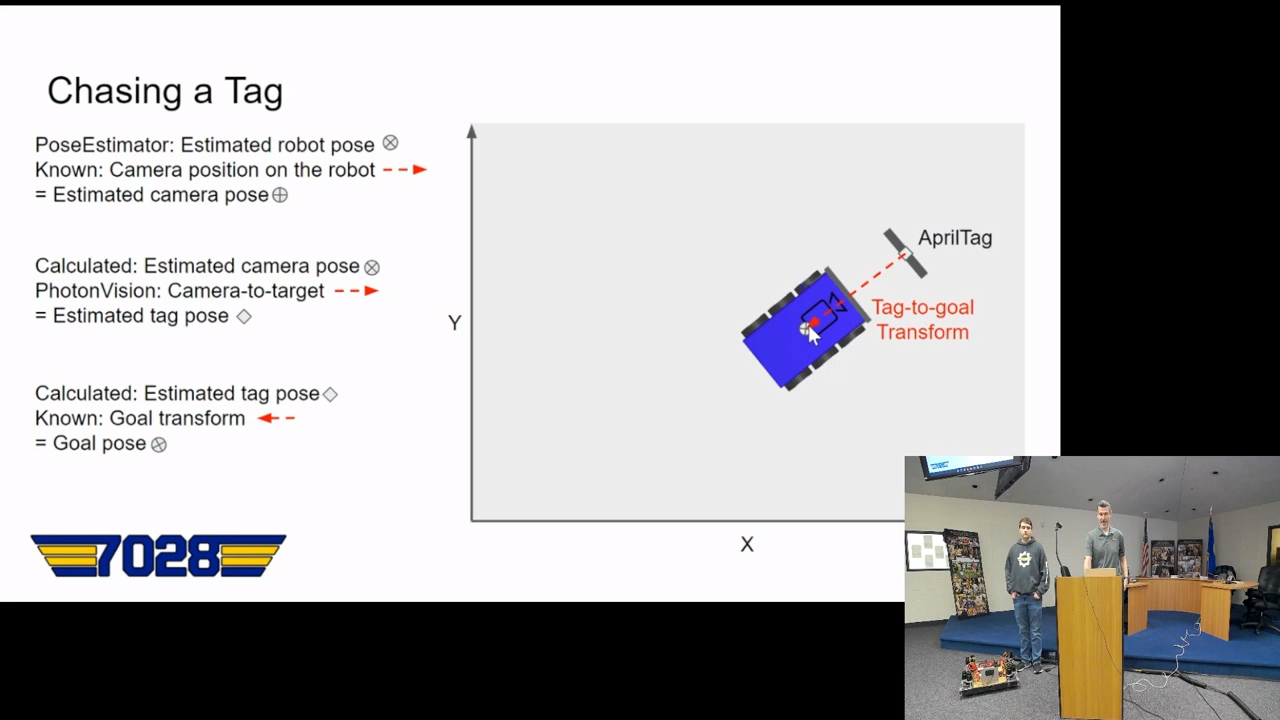 Chasing a Tag
PoseEstimator: Estimated robot pose
Known: Camera position on the robot
= Estimated camera pose
Calculated: Estimated camera pose
PhotonVision: Camera-to-target
= Estimated tag pose
Calculated: Estimated tag pose
Known: Goal transform
= Goal pose
7028
Y
X
AprilTag
Tag-to-goal
Transform